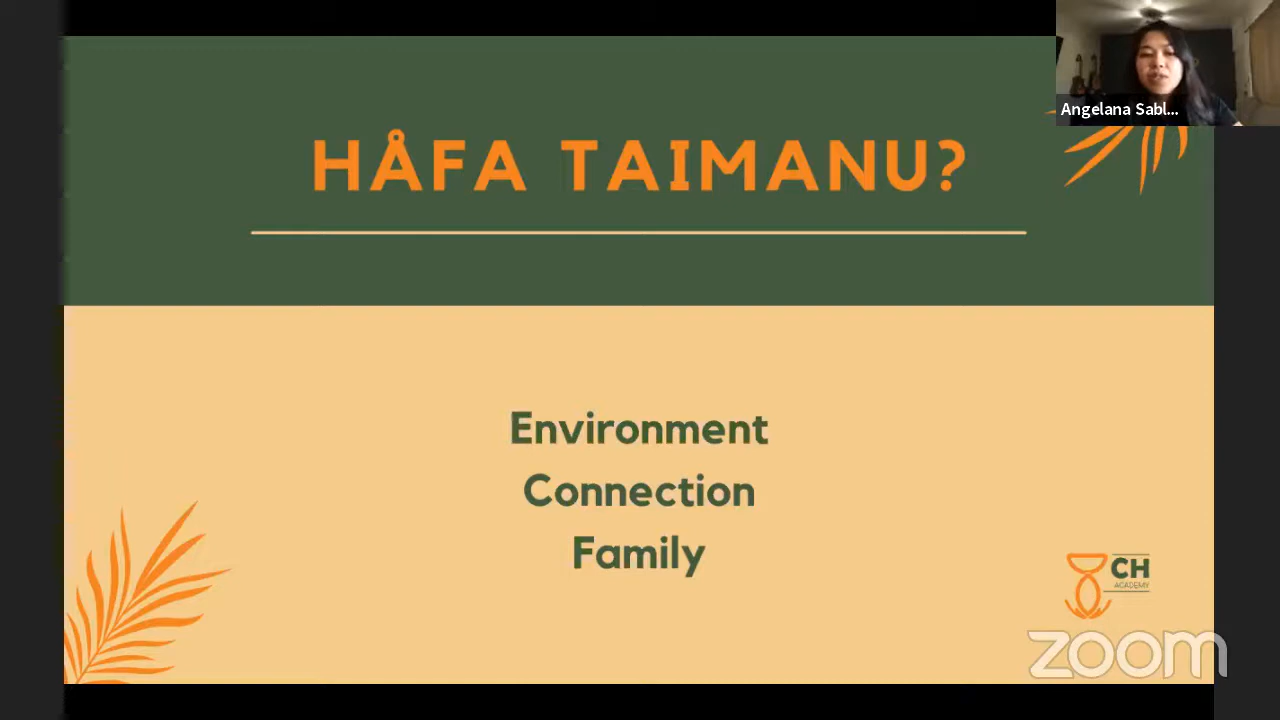 Angelana Sabl...
HÅFA TAIMANU?
Environment
Connection
Family
CH
ACADEMY
zoom